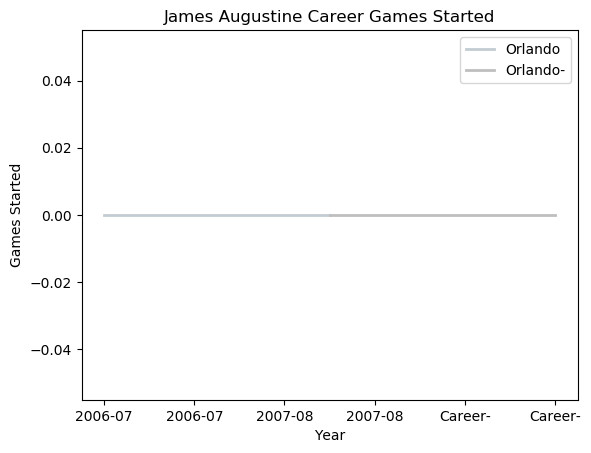 James Augustine Career Games Started
Orlando
Orlando-
0.04
0.02
0.00
−0.02
−0.04
Games Started
2006-07 2006-07 2007-08 2007-08 Career- Career-
Year